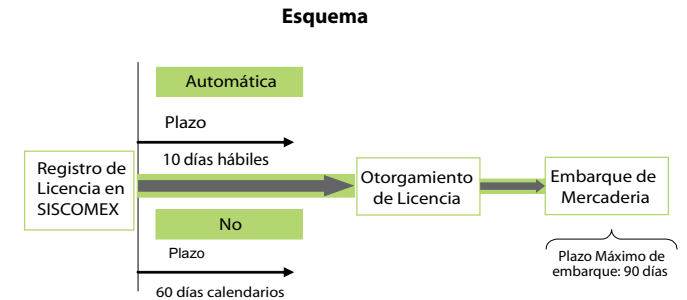 Esquema
Automática
Plazo
10 días hábiles
Registro de
Licencia en
SISCOMEX
Otorgamiento
de Licencia
Embarque de
Mercaderia
No
Plazo
60 días calendarios
Plazo Máximo de
embarque: 90 días